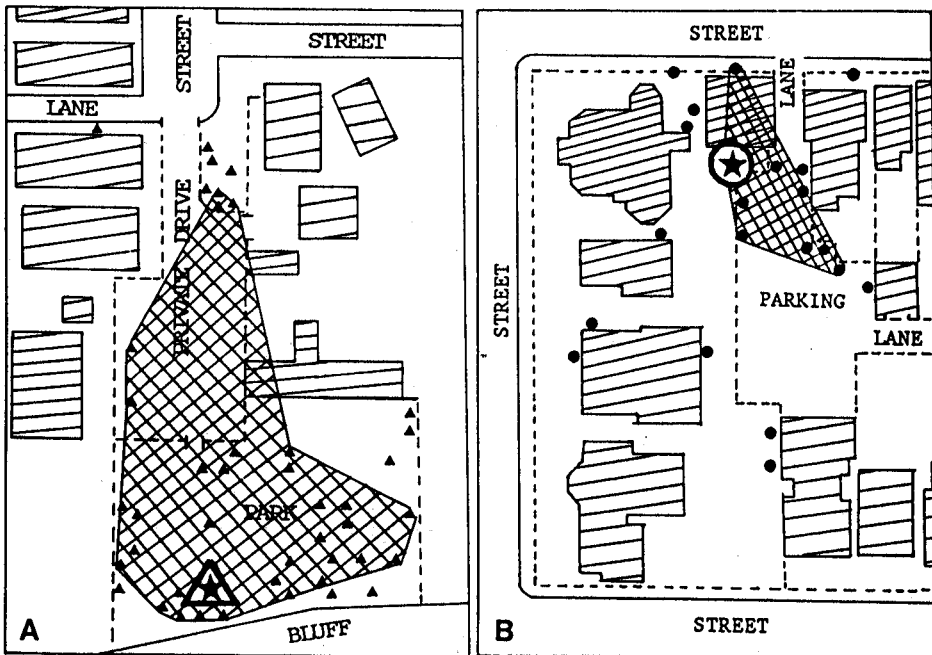 STREET
STREET
LANE
PRIVATE DRIVE
PARK
BLUFF
A
STREET
LANE
STREET
PARKING
LANE
STREET
B